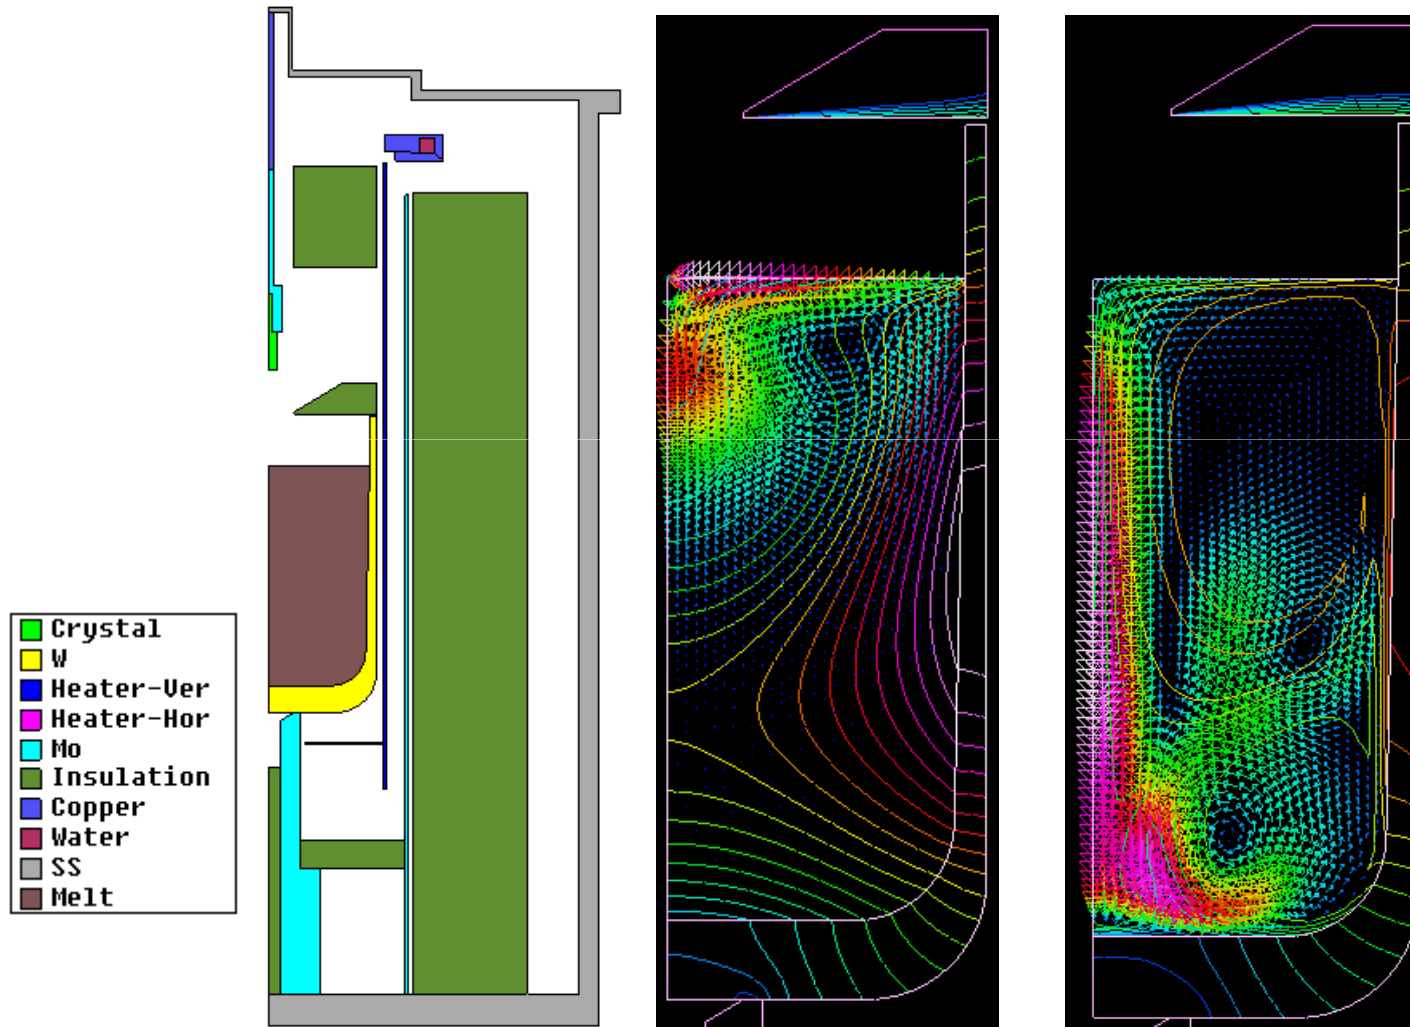 Crystal
W
Heater-Ver
Heater-Hor
Mo
Insulation
Copper
Water
SS
Melt